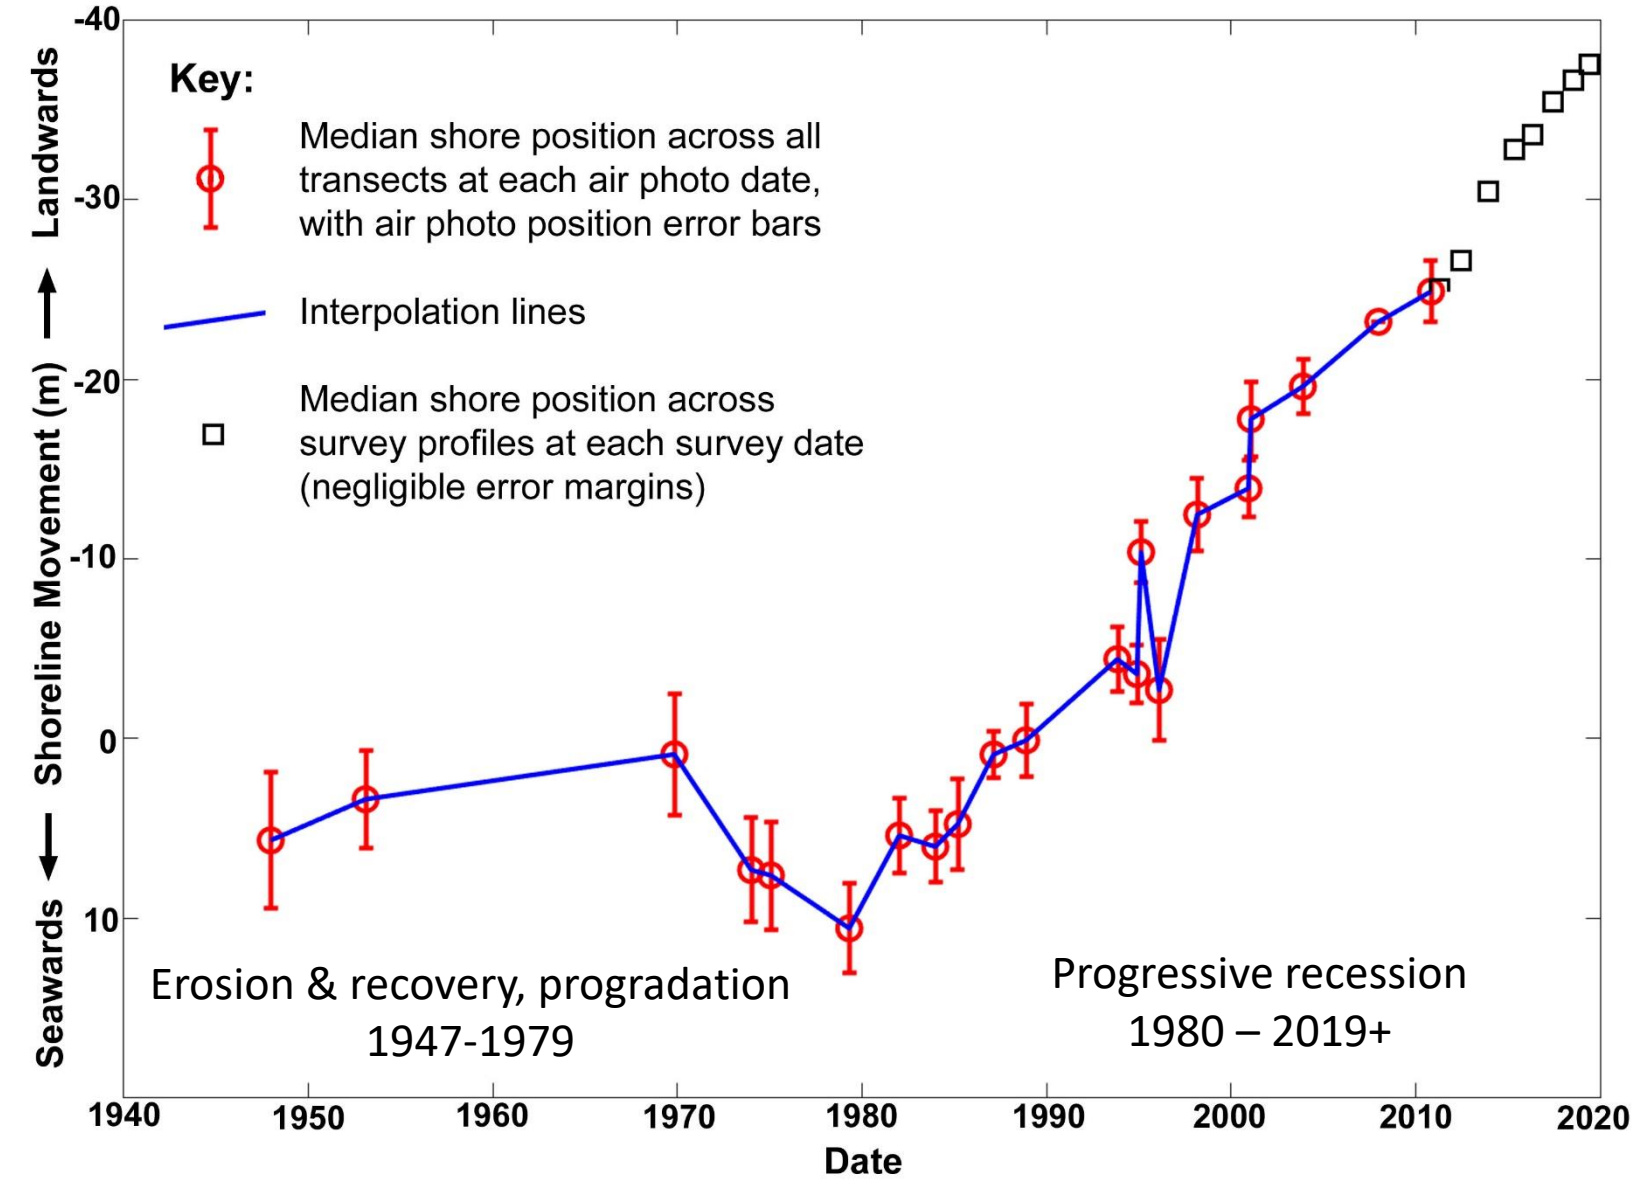 -40
-30
-20
-10
0
10
Landwards
Shoreline Movement (m)
Seawards
Key:
Median shore position across all
transects at each air photo date,
with air photo position error bars
Interpolation lines
Median shore position across
survey profiles at each survey date
(negligible error margins)
Erosion & recovery, progradation
1947-1979
Progressive recession
1980 – 2019+
1940 1950 1960 1970 1980 1990 2000 2010 2020
Date